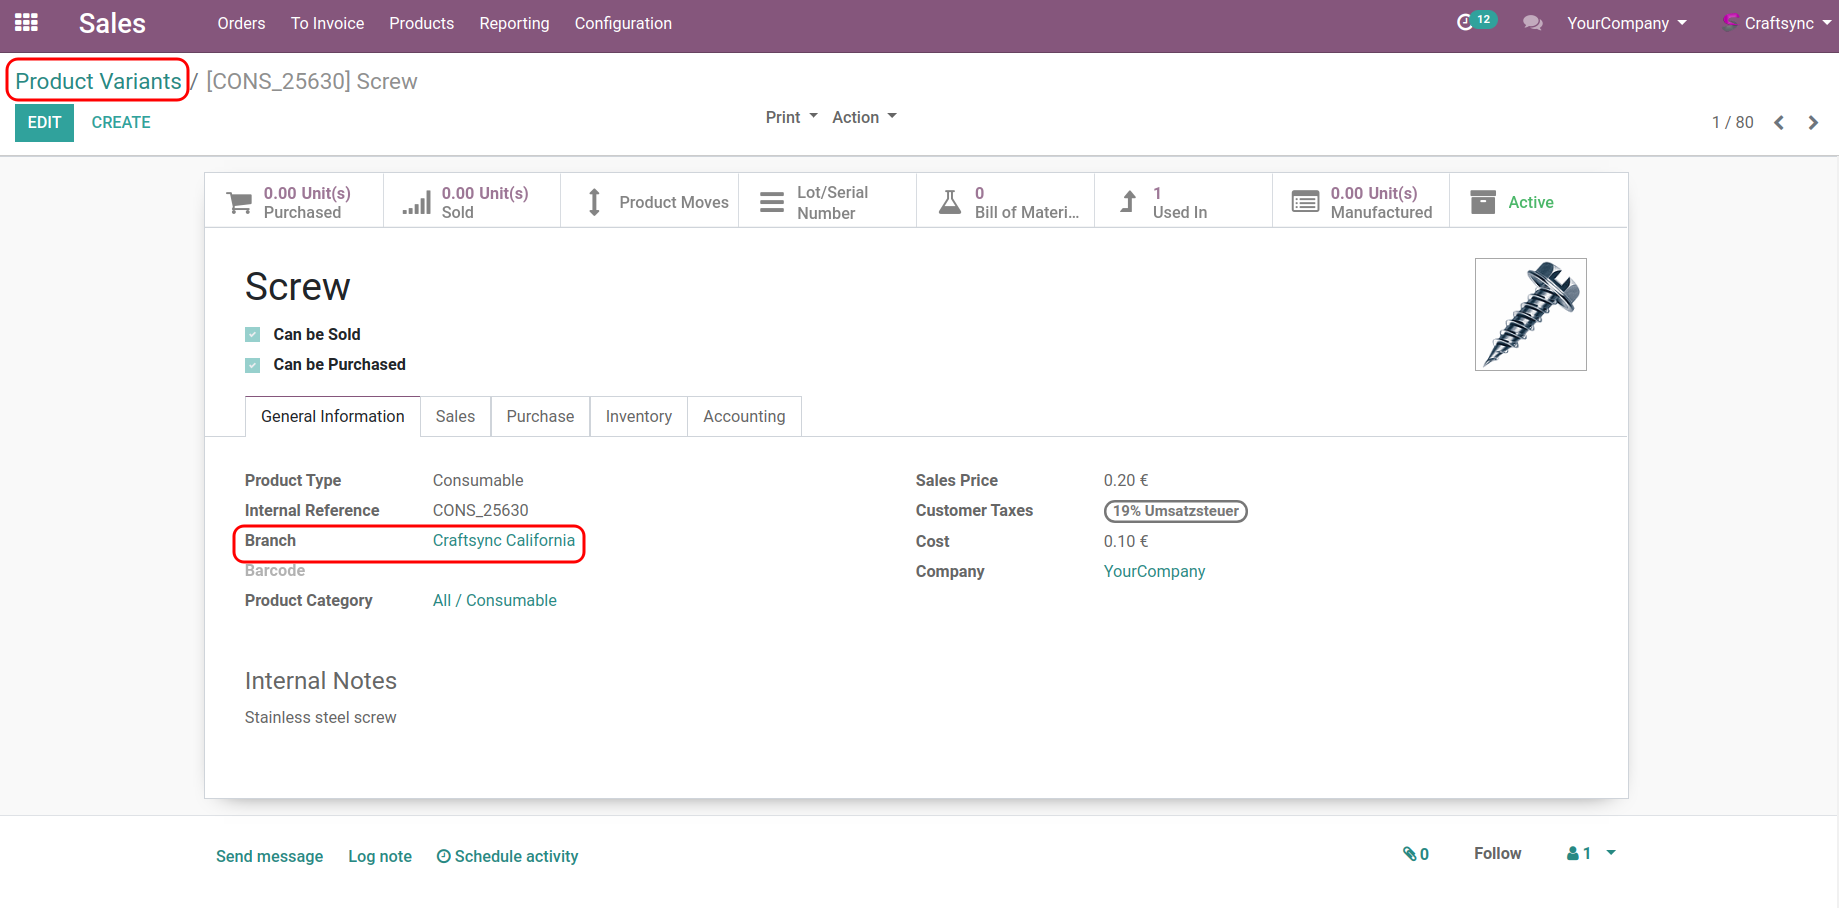 Sales Orders To Invoice Products Reporting Configuration 12 YourCompany Craftsync
Product Variants / [CONS_25630] Screw
EDIT CREATE Print Action 1 / 80
0.00 Unit(s) Purchased
0.00 Unit(s) Sold
Product Moves
Lot/Serial Number
0 Bill of Materi...
1 Used In
0.00 Unit(s) Manufactured
Active
Screw
Can be Sold
Can be Purchased
General Information Sales Purchase Inventory Accounting
Product Type Consumable Sales Price 0.20 €
Internal Reference CONS_25630 Customer Taxes 19% Umsatzsteuer
Branch Craftsync California Cost 0.10 €
Barcode Company YourCompany
Product Category All / Consumable
Internal Notes
Stainless steel screw
Send message Log note Schedule activity 0 Follow 1